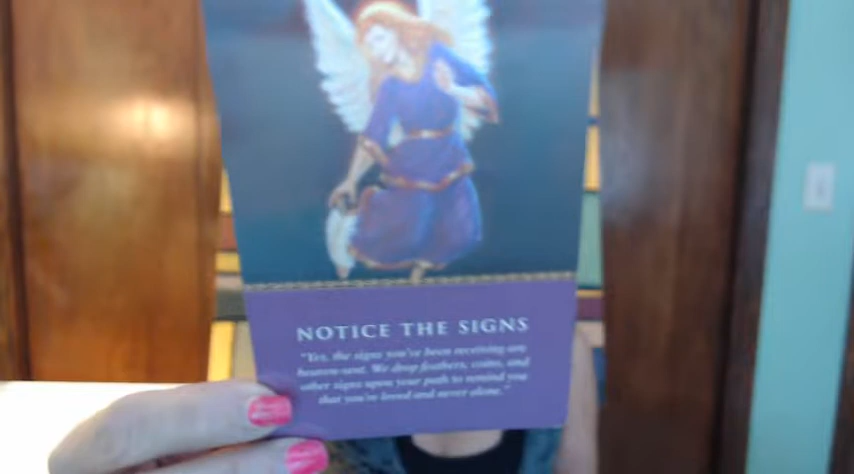 NOTICE THE SIGNS
"Yes, the signs you've been receiving are
heaven-sent. We drop feathers, coins, and
other signs upon your path to remind you
that you're loved and never alone."